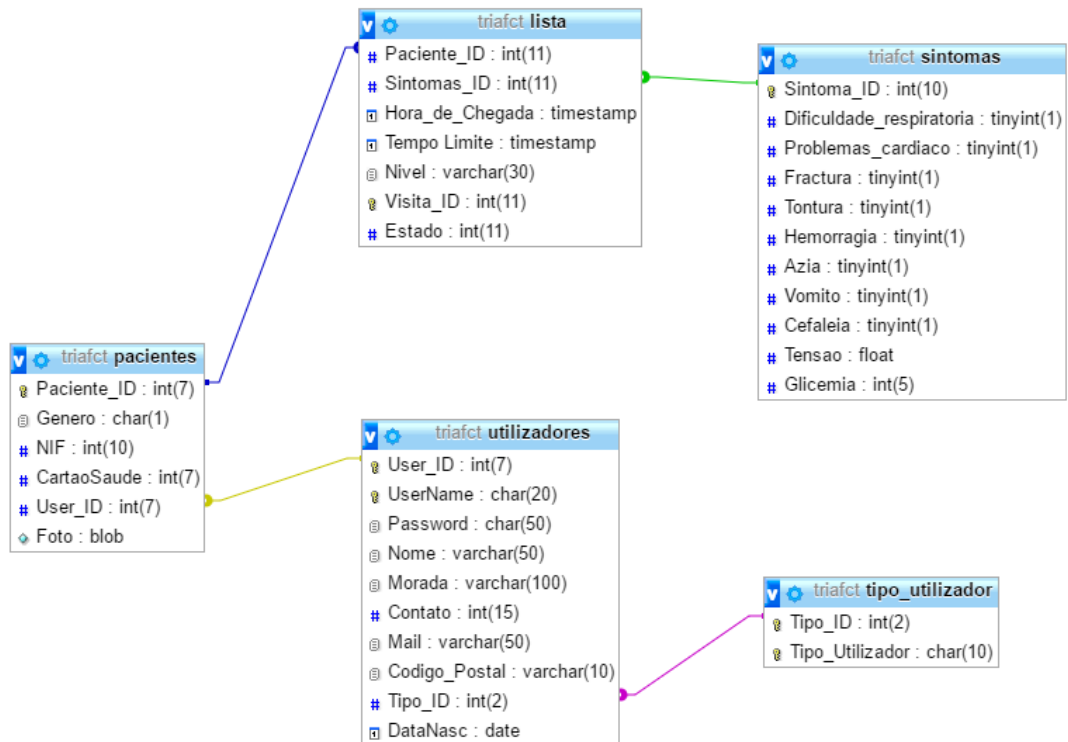 triafct lista
Paciente_ID : int(11)
Sintomas_ID : int(11)
Hora_de_Chegada : timestamp
Tempo Limite : timestamp
Nivel : varchar(30)
Visita_ID : int(11)
Estado : int(11)
triafct sintomas
Sintoma_ID : int(10)
Dificuldade_respiratoria : tinyint(1)
Problemas_cardiaco : tinyint(1)
Fractura : tinyint(1)
Tontura : tinyint(1)
Hemorragia : tinyint(1)
Azia : tinyint(1)
Vomito : tinyint(1)
Cefaleia : tinyint(1)
Tensao : float
Glicemia : int(5)
triafct pacientes
Paciente_ID : int(7)
Genero : char(1)
NIF : int(10)
CartaoSaude : int(7)
User_ID : int(7)
Foto : blob
triafct utilizadores
User_ID : int(7)
UserName : char(20)
Password : char(50)
Nome : varchar(50)
Morada : varchar(100)
Contato : int(15)
Mail : varchar(50)
Codigo_Postal : varchar(10)
Tipo_ID : int(2)
DataNasc : date
triafct tipo_utilizador
Tipo_ID : int(2)
Tipo_Utilizador : char(10)